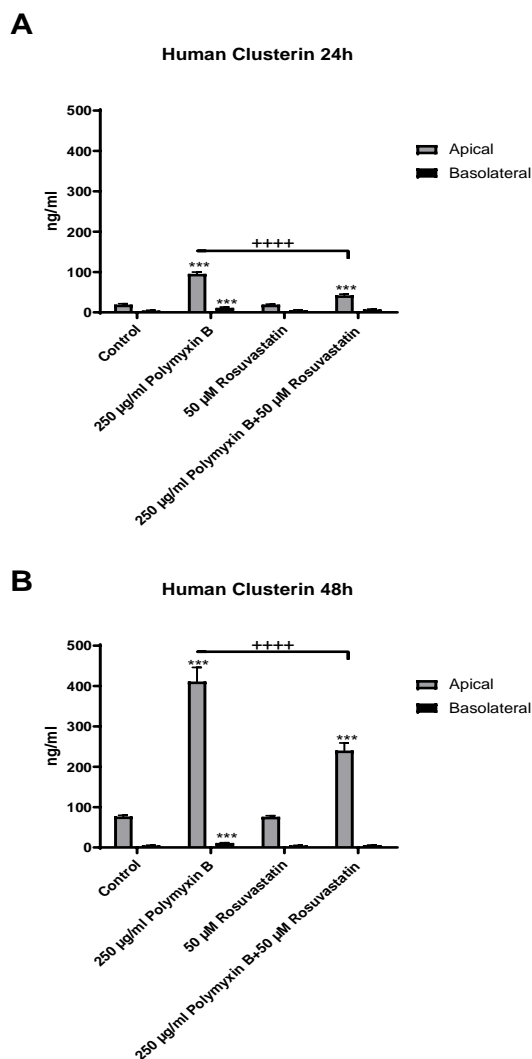 A
Human Clusterin 24h
500
400
300
200
100
0
ng/ml
Apical
Basolateral
++++
***
***
***
Control
250 µg/ml Polymyxin B
50 µM Rosuvastatin
250 µg/ml Polymyxin B+50 µM Rosuvastatin
B
Human Clusterin 48h
500
400
300
200
100
0
ng/ml
Apical
Basolateral
++++
***
***
***
Control
250 µg/ml Polymyxin B
50 µM Rosuvastatin
250 µg/ml Polymyxin B+50 µM Rosuvastatin